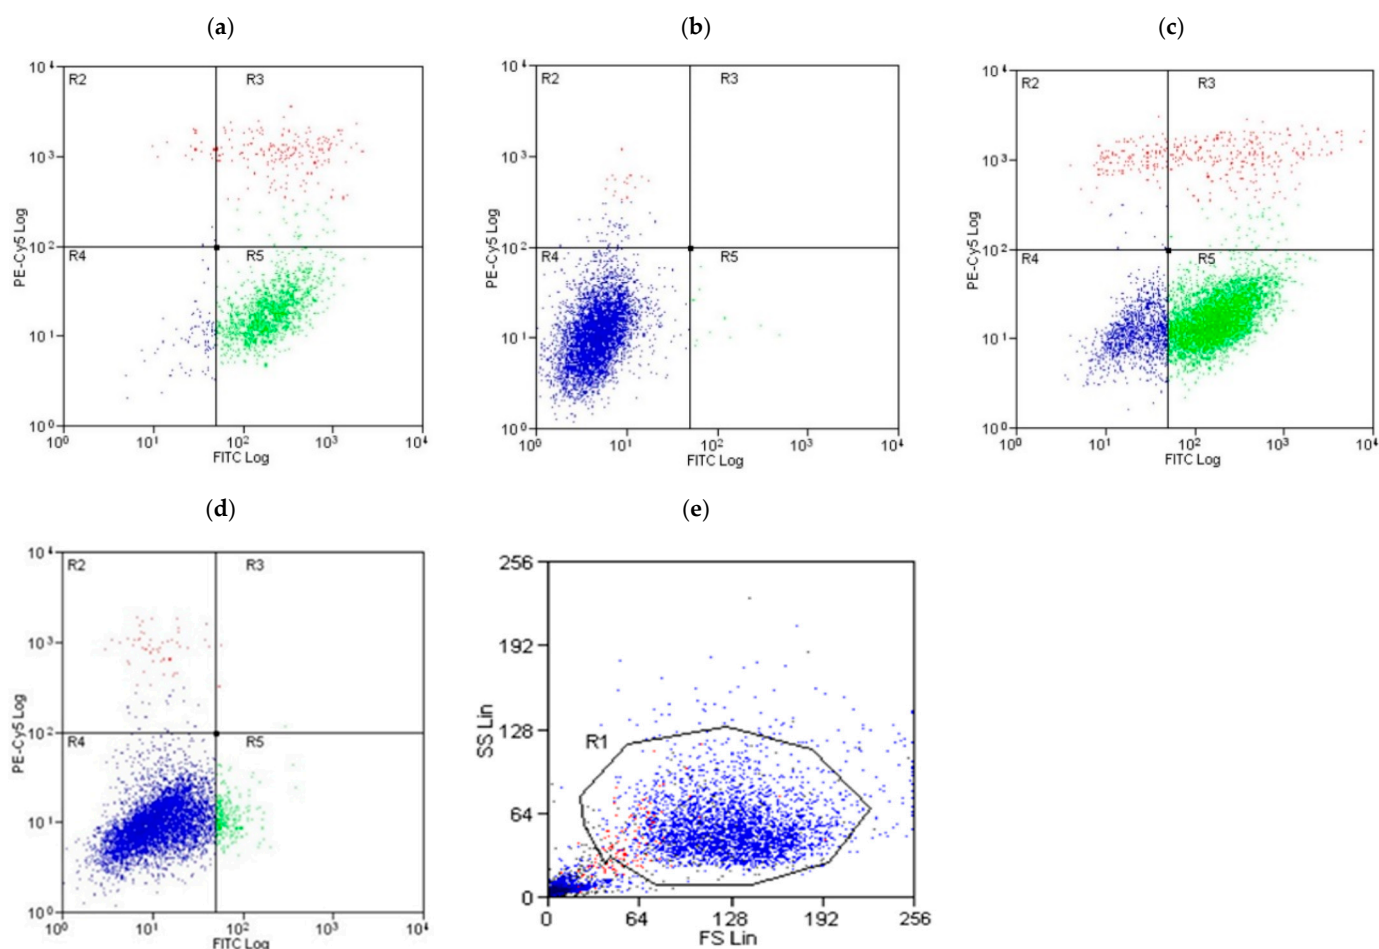 (a)
10⁴
R2
R3
10³
PE-Cy5 Log
10²
R4
R5
10¹
10⁰
10⁰ 10¹ 10² 10³ 10⁴
FITC Log
(b)
10⁴
R2
R3
10³
PE-Cy5 Log
10²
R4
R5
10¹
10⁰
10⁰ 10¹ 10² 10³ 10⁴
FITC Log
(c)
10⁴
R2
R3
10³
PE-Cy5 Log
10²
R4
R5
10¹
10⁰
10⁰ 10¹ 10² 10³ 10⁴
FITC Log
(d)
10⁴
R2
R3
10³
PE-Cy5 Log
10²
R4
R5
10¹
10⁰
10⁰ 10¹ 10² 10³ 10⁴
FITC Log
(e)
256
192
SS Lin
128
R1
64
0
0 64 128 192 256
FS Lin